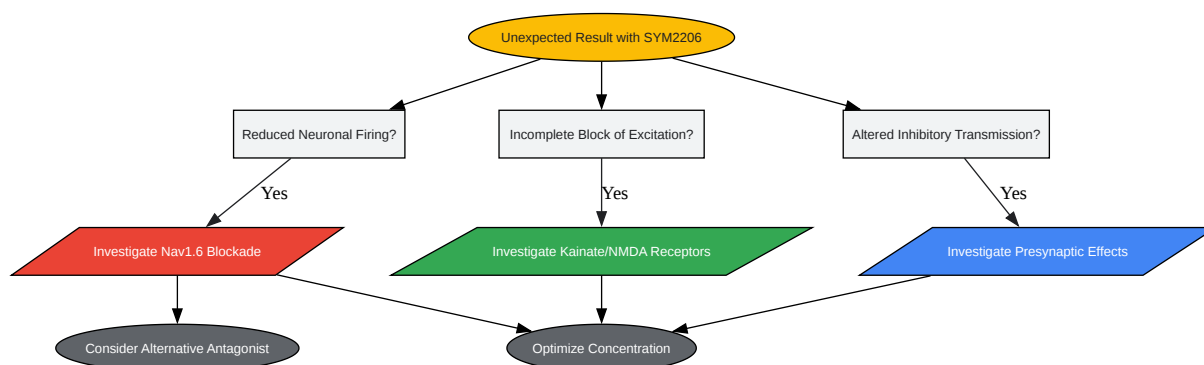 Unexpected Result with SYM2206
Reduced Neuronal Firing?
Incomplete Block of Excitation?
Altered Inhibitory Transmission?
Yes
Yes
Yes
Investigate Nav1.6 Blockade
Investigate Kainate/NMDA Receptors
Investigate Presynaptic Effects
Consider Alternative Antagonist
Optimize Concentration